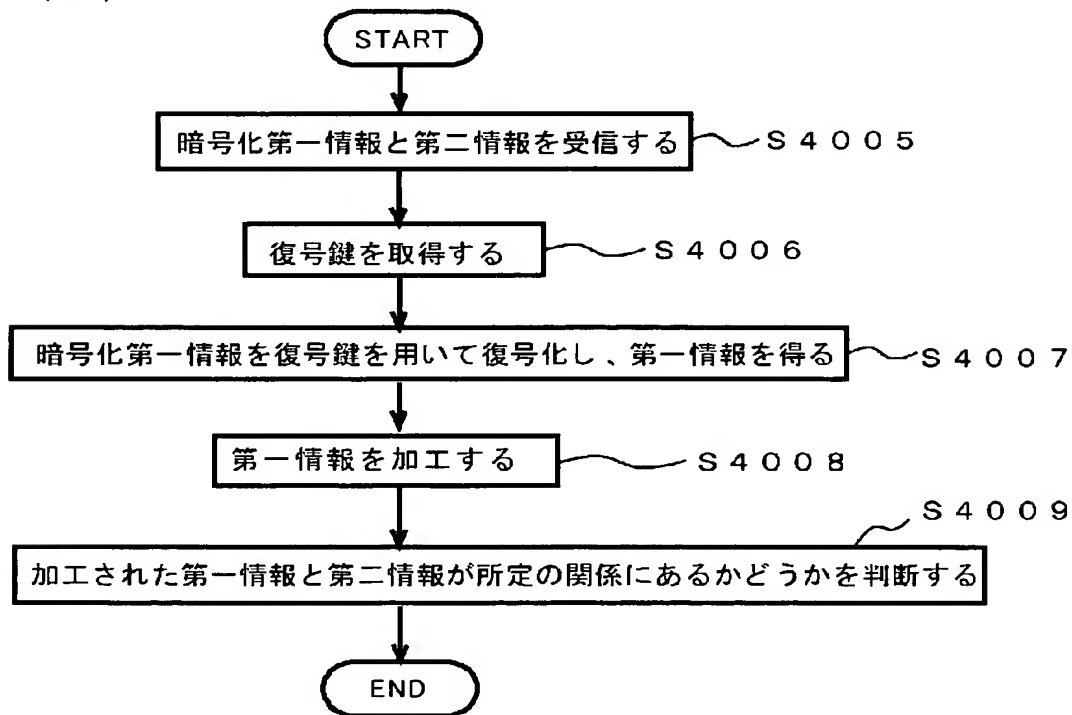 START
暗号化第一情報と第二情報を受信する
S4005
復号鍵を取得する
S4006
暗号化第一情報を復号鍵を用いて復号化し、第一情報を得る
S4007
第一情報を加工する
S4008
S4009
加工された第一情報と第二情報が所定の関係にあるかどうかを判断する
END